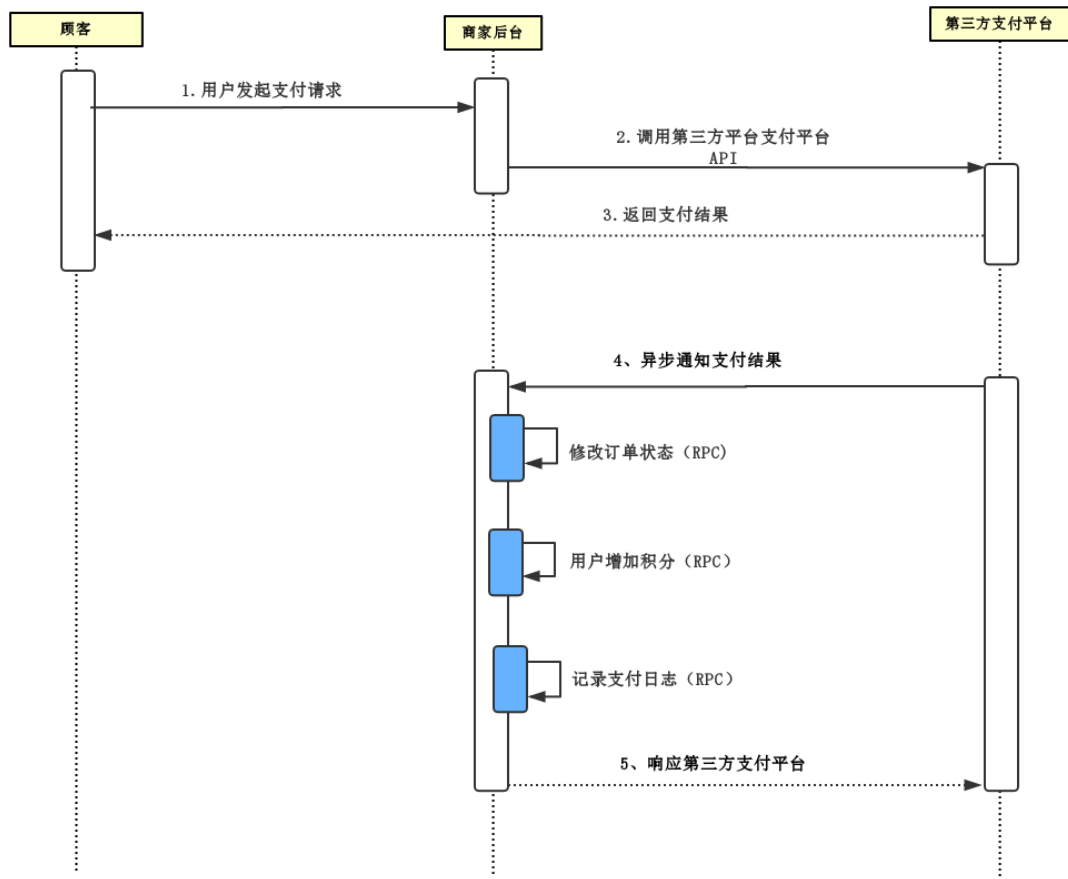 顾客
商家后台
第三方支付平台
1.用户发起支付请求
2.调用第三方平台支付平台
API
3.返回支付结果
4、异步通知支付结果
修改订单状态（RPC)
用户增加积分（RPC）
记录支付日志（RPC）
5、响应第三方支付平台